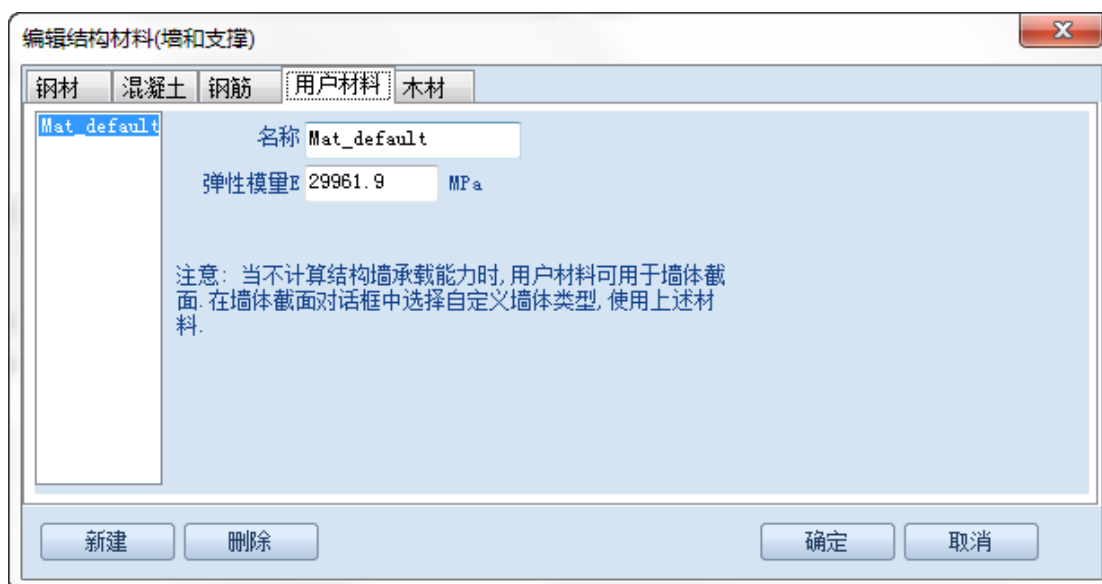 编辑结构材料(墙和支撑)
钢材 混凝土 钢筋 用户材料 木材
Mat_default
名称 Mat_default
弹性模量E 29961.9 MPa
注意: 当不计算结构墙承载能力时, 用户材料可用于墙体截
面. 在墙体截面对话框中选择自定义墙体类型, 使用上述材
料.
新建 删除 确定 取消